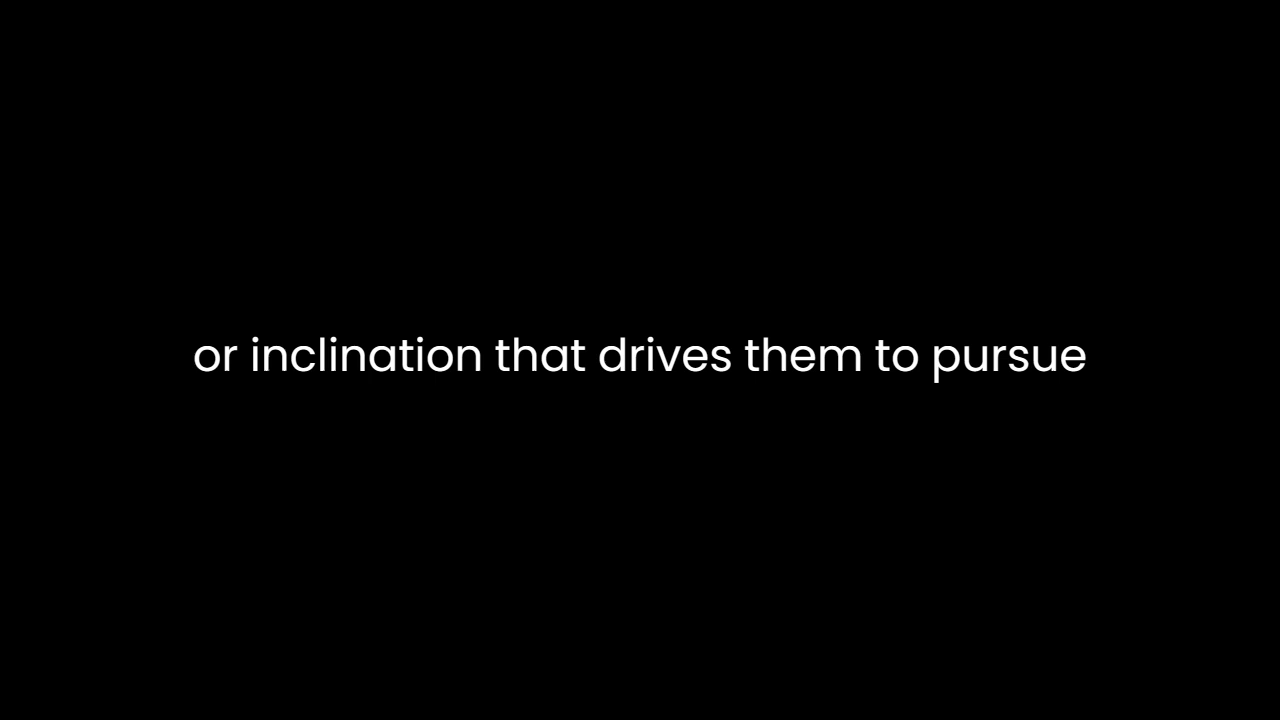 or inclination that drives them to pursue